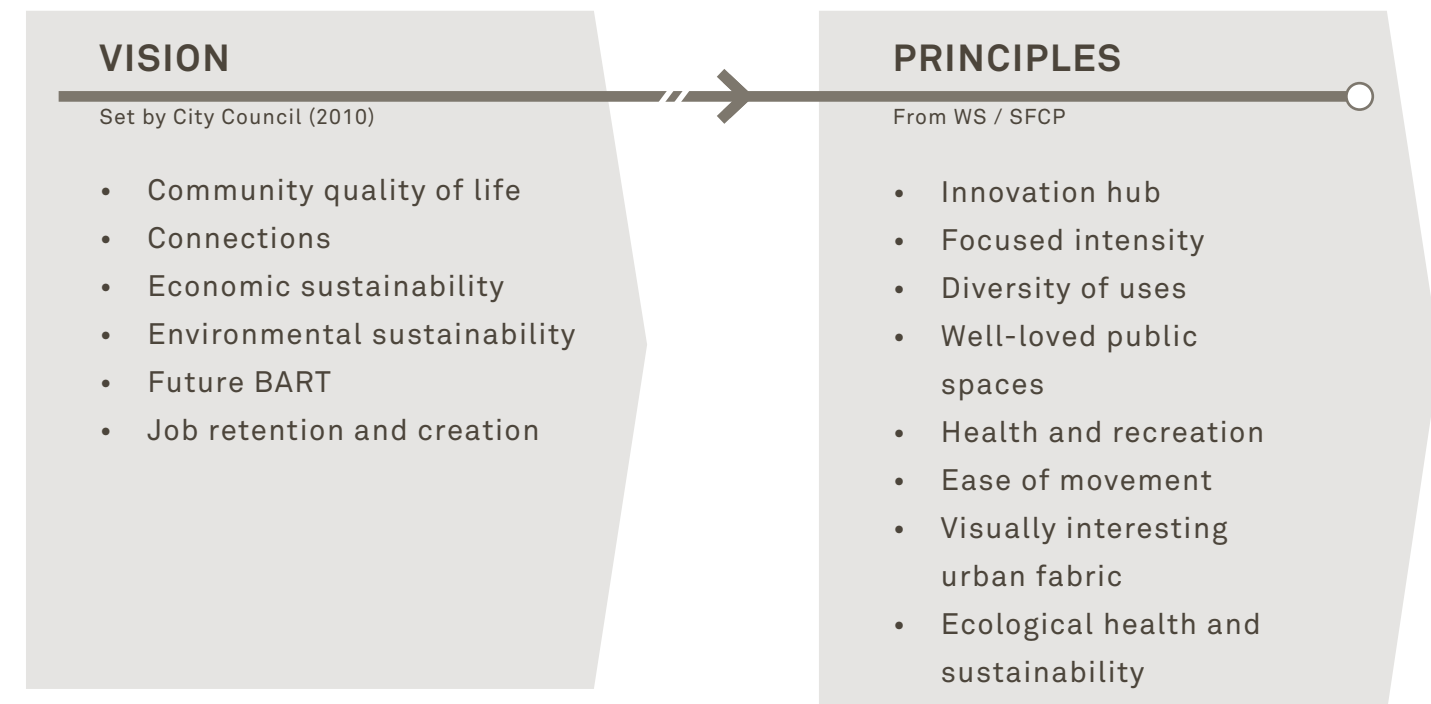 VISION
Set by City Council (2010)
• Community quality of life
• Connections
• Economic sustainability
• Environmental sustainability
• Future BART
• Job retention and creation
PRINCIPLES
From WS / SFCP
• Innovation hub
• Focused intensity
• Diversity of uses
• Well-loved public
spaces
• Health and recreation
• Ease of movement
• Visually interesting
urban fabric
• Ecological health and
sustainability